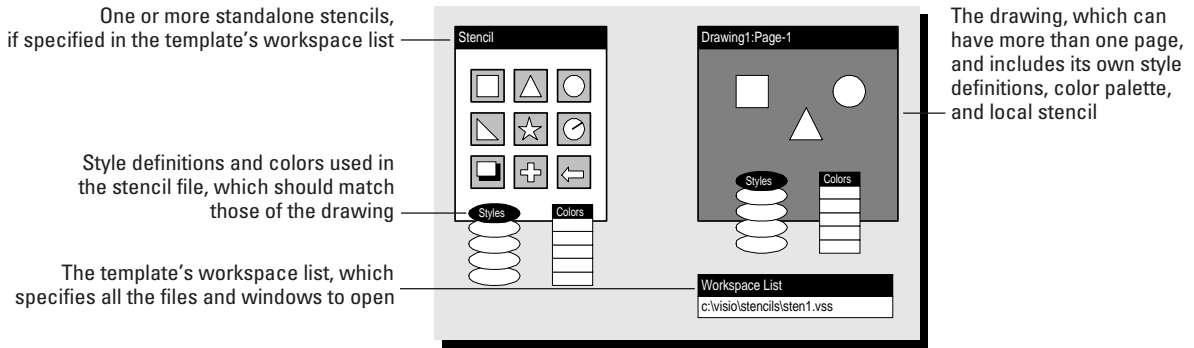 One or more standalone stencils,
if specified in the template's workspace list
Style definitions and colors used in
the stencil file, which should match
those of the drawing
The template's workspace list, which
specifies all the files and windows to open
Stencil
Styles
Colors
Drawing1:Page-1
Styles
Colors
Workspace List
c:\visio\stencils\sten1.vss
The drawing, which can
have more than one page,
and includes its own style
definitions, color palette,
and local stencil